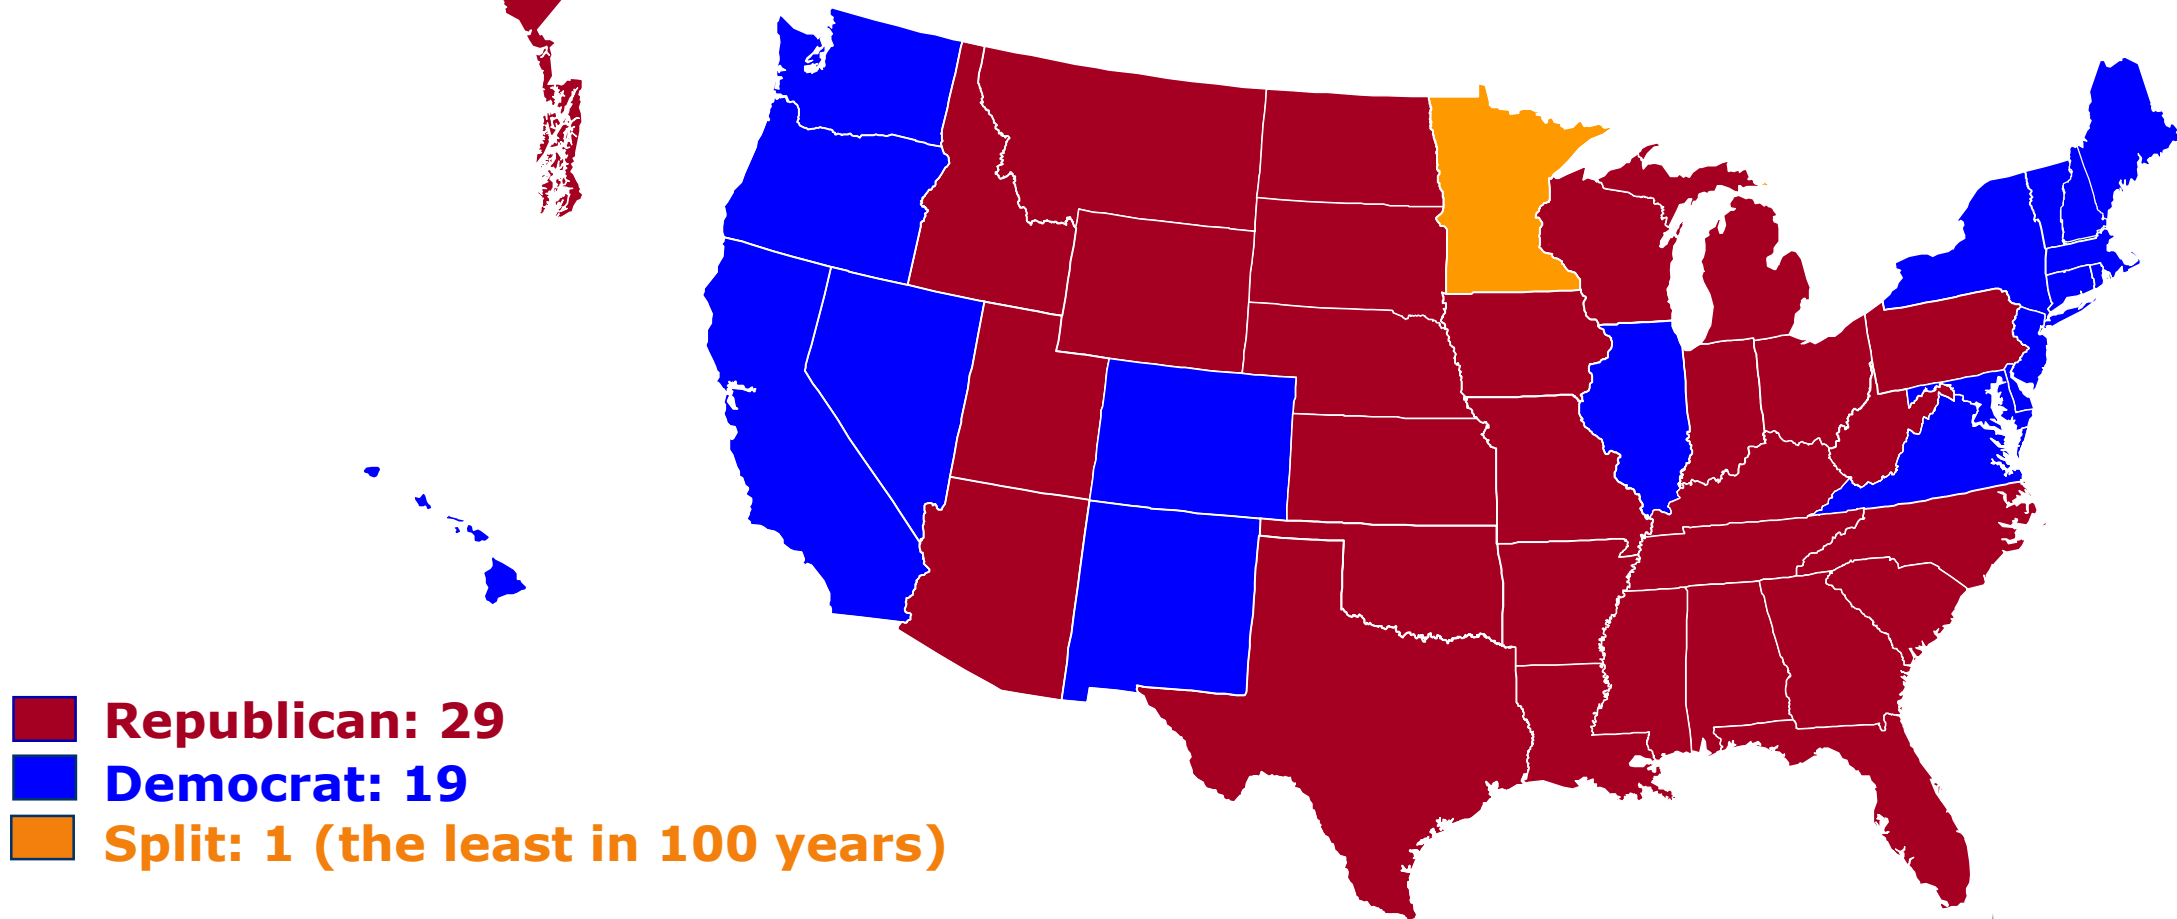 Republican: 29
Democrat: 19
Split: 1 (the least in 100 years)